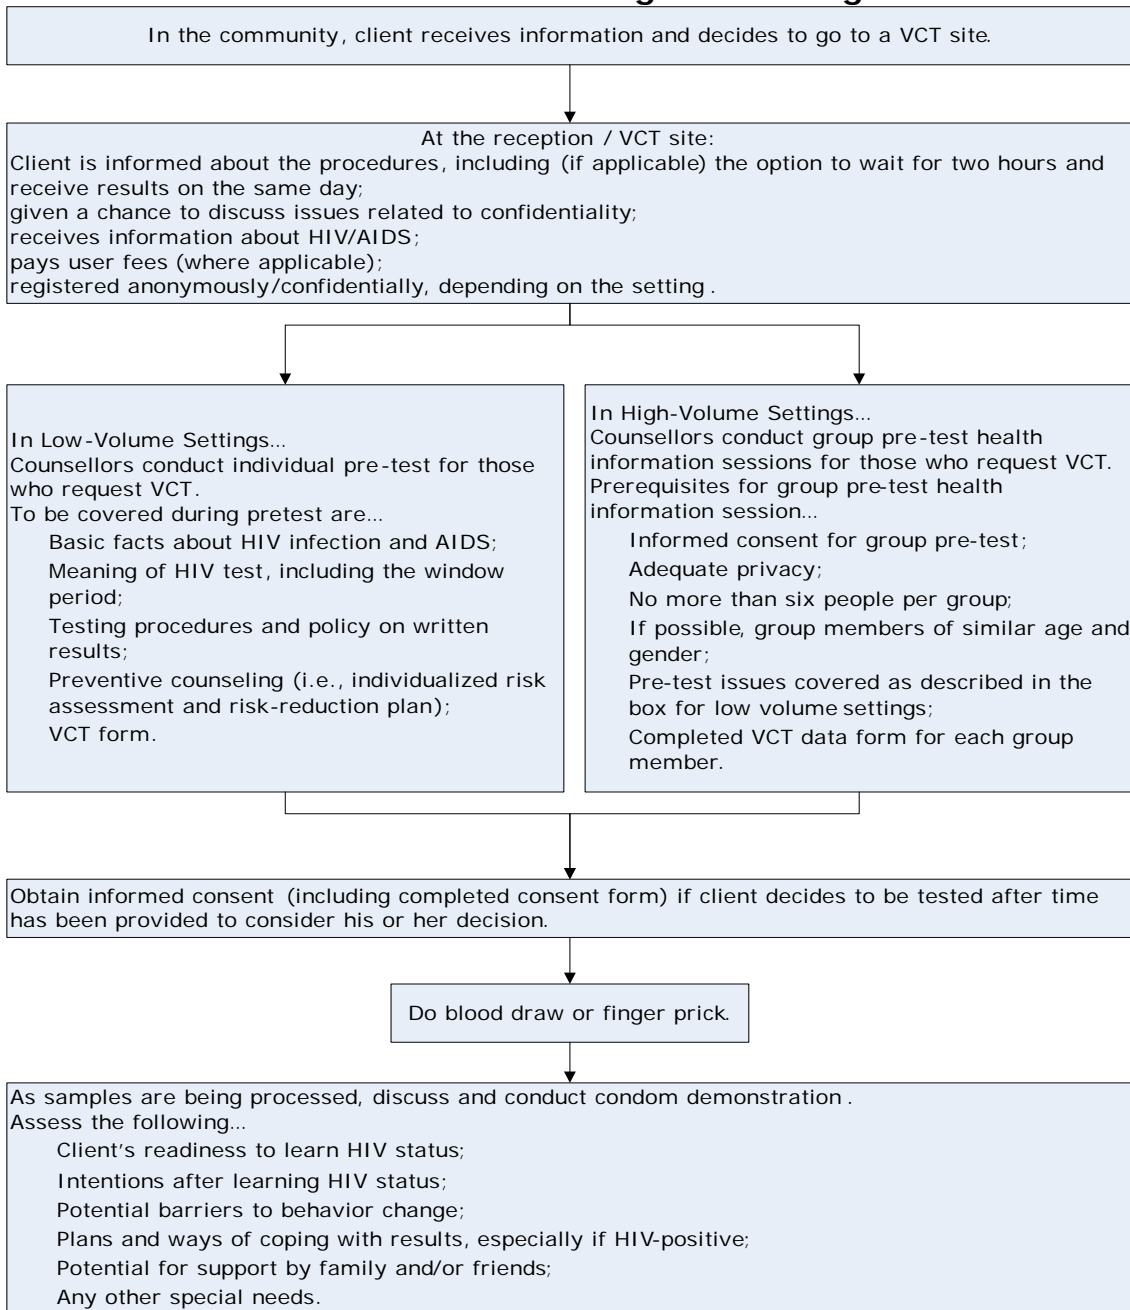 In the community, client receives information and decides to go to a VCT site.
At the reception / VCT site:
Client is informed about the procedures, including (if applicable) the option to wait for two hours and
receive results on the same day;
given a chance to discuss issues related to confidentiality;
receives information about HIV/AIDS;
pays user fees (where applicable);
registered anonymously/confidentially, depending on the setting.
In Low-Volume Settings...
Counsellors conduct individual pre-test for those
who request VCT.
To be covered during pretest are...
Basic facts about HIV infection and AIDS;
Meaning of HIV test, including the window
period;
Testing procedures and policy on written
results;
Preventive counseling (i.e., individualized risk
assessment and risk-reduction plan);
VCT form.
In High-Volume Settings...
Counsellors conduct group pre-test health
information sessions for those who request VCT.
Prerequisites for group pre-test health
information session...
Informed consent for group pre-test;
Adequate privacy;
No more than six people per group;
If possible, group members of similar age and
gender;
Pre-test issues covered as described in the
box for low volume settings;
Completed VCT data form for each group
member.
Obtain informed consent (including completed consent form) if client decides to be tested after time
has been provided to consider his or her decision.
Do blood draw or finger prick.
As samples are being processed, discuss and conduct condom demonstration.
Assess the following...
Client's readiness to learn HIV status;
Intentions after learning HIV status;
Potential barriers to behavior change;
Plans and ways of coping with results, especially if HIV-positive;
Potential for support by family and/or friends;
Any other special needs.